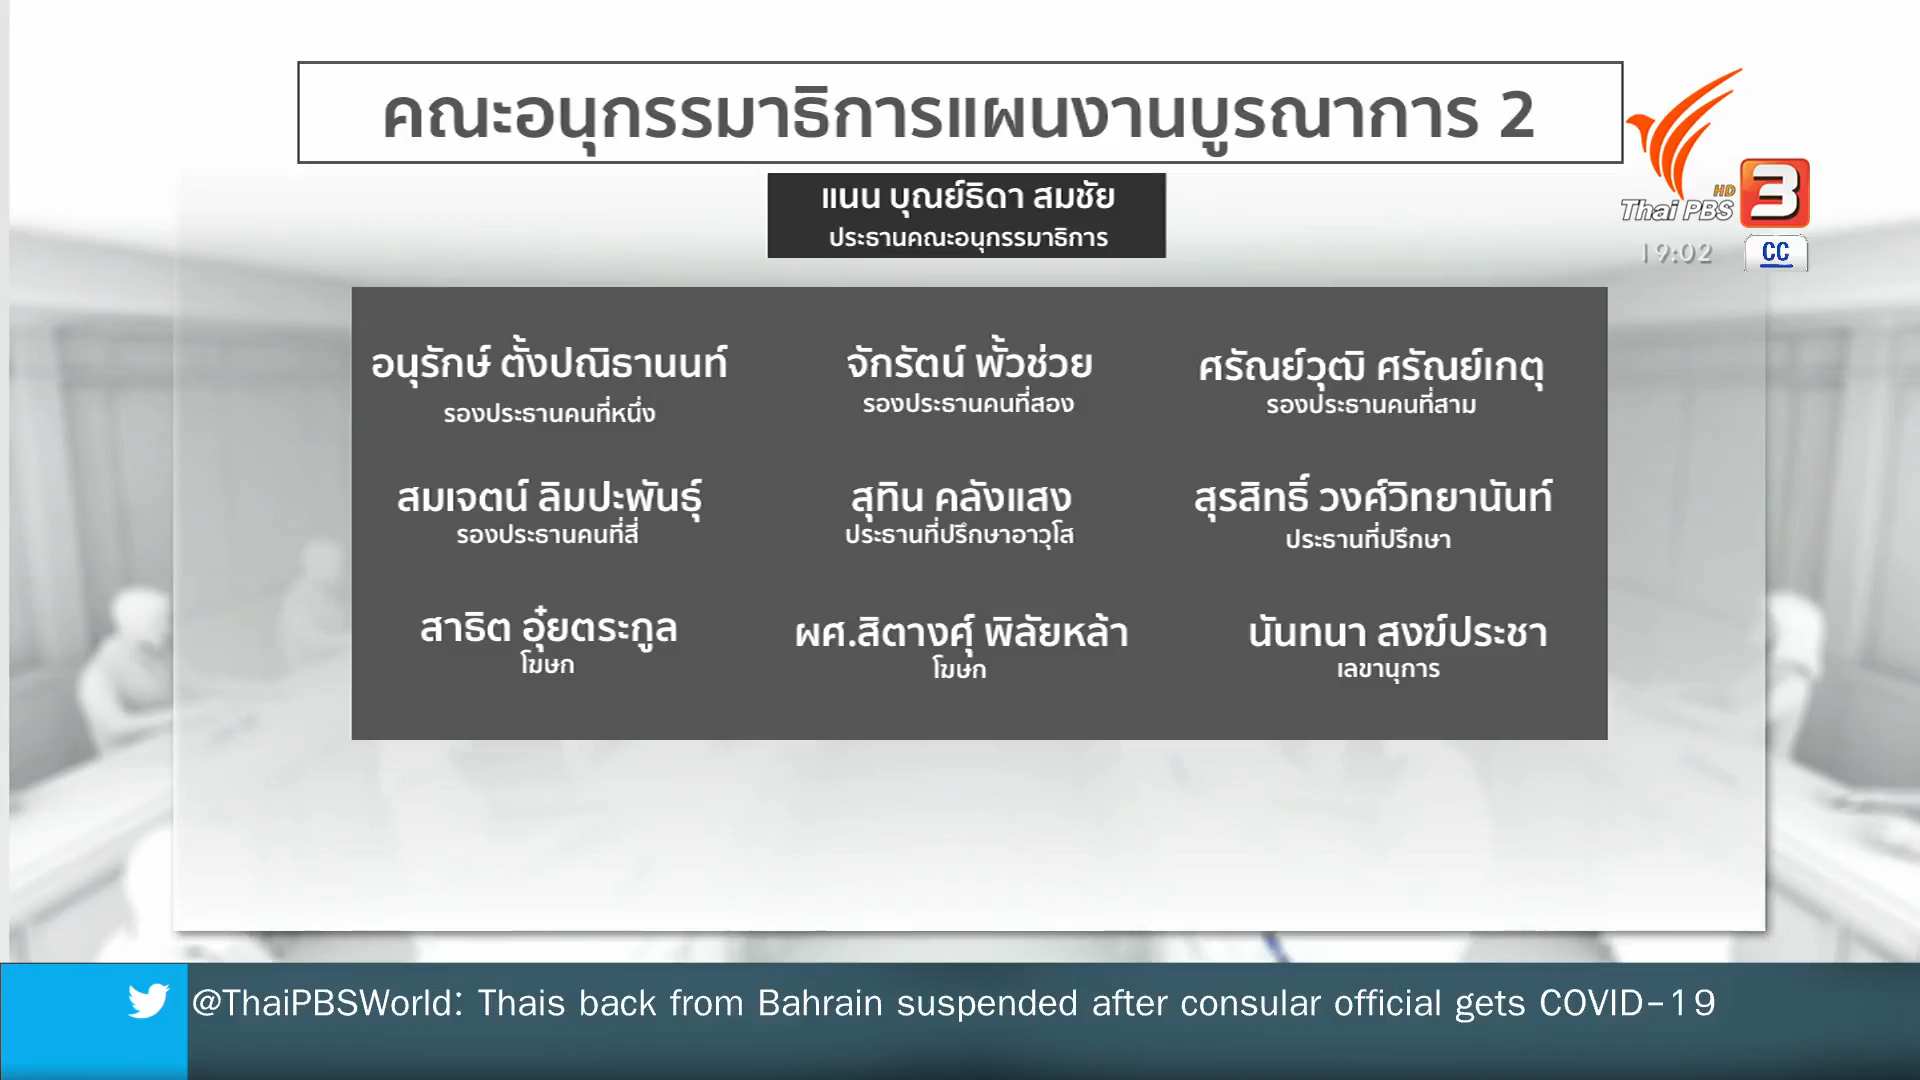 คณะอนุกรรมาธิการแผนงานบูรณาการ 2
แนน บุณย์ธิดา สมชัย
ประธานคณะอนุกรรมาธิการ
HD
Thai PBS 3
19:02 CC
อนุรักษ์ ตั้งปณิธานนท์
รองประธานคนที่หนึ่ง
จักรัตน์ พั้วช่วย
รองประธานคนที่สอง
ศรัณย์วุฒิ ศรัณย์เกตุ
รองประธานคนที่สาม
สมเจตน์ ลิมปะพันธุ์
รองประธานคนที่สี่
สุทิน คลังแสง
ประธานที่ปรึกษาอาวุโส
สุรสิทธิ์ วงศ์วิทยานันท์
ประธานที่ปรึกษา
สาธิต อุ๋ยตระกูล
โฆษก
ผศ.สิตางศุ์ พิลัยหล้า
โฆษก
นันทนา สงฆ์ประชา
เลขานุการ
@ThaiPBSWorld: Thais back from Bahrain suspended after consular official gets COVID-19